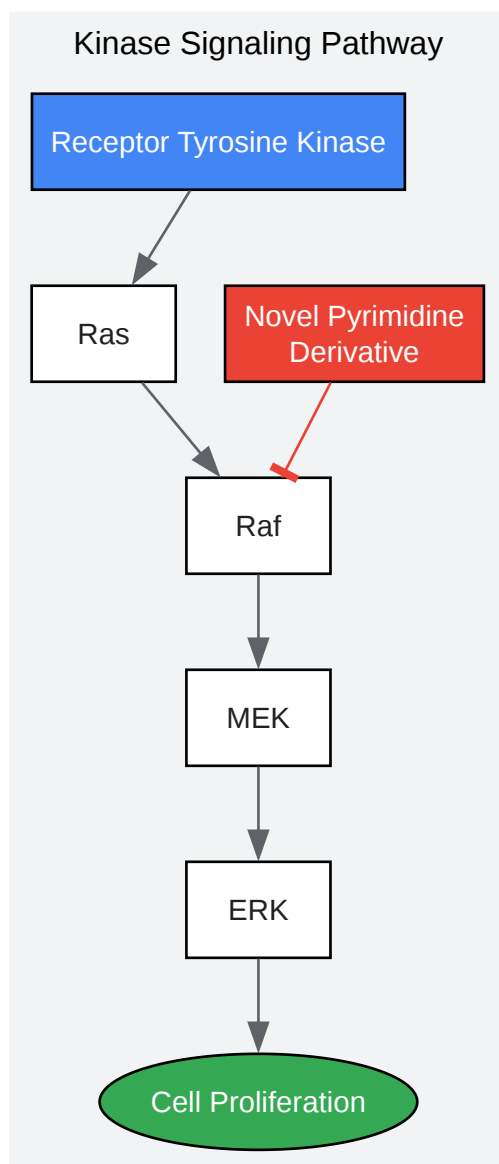 Kinase Signaling Pathway
Receptor Tyrosine Kinase
Ras
Novel Pyrimidine
Derivative
Raf
MEK
ERK
Cell Proliferation